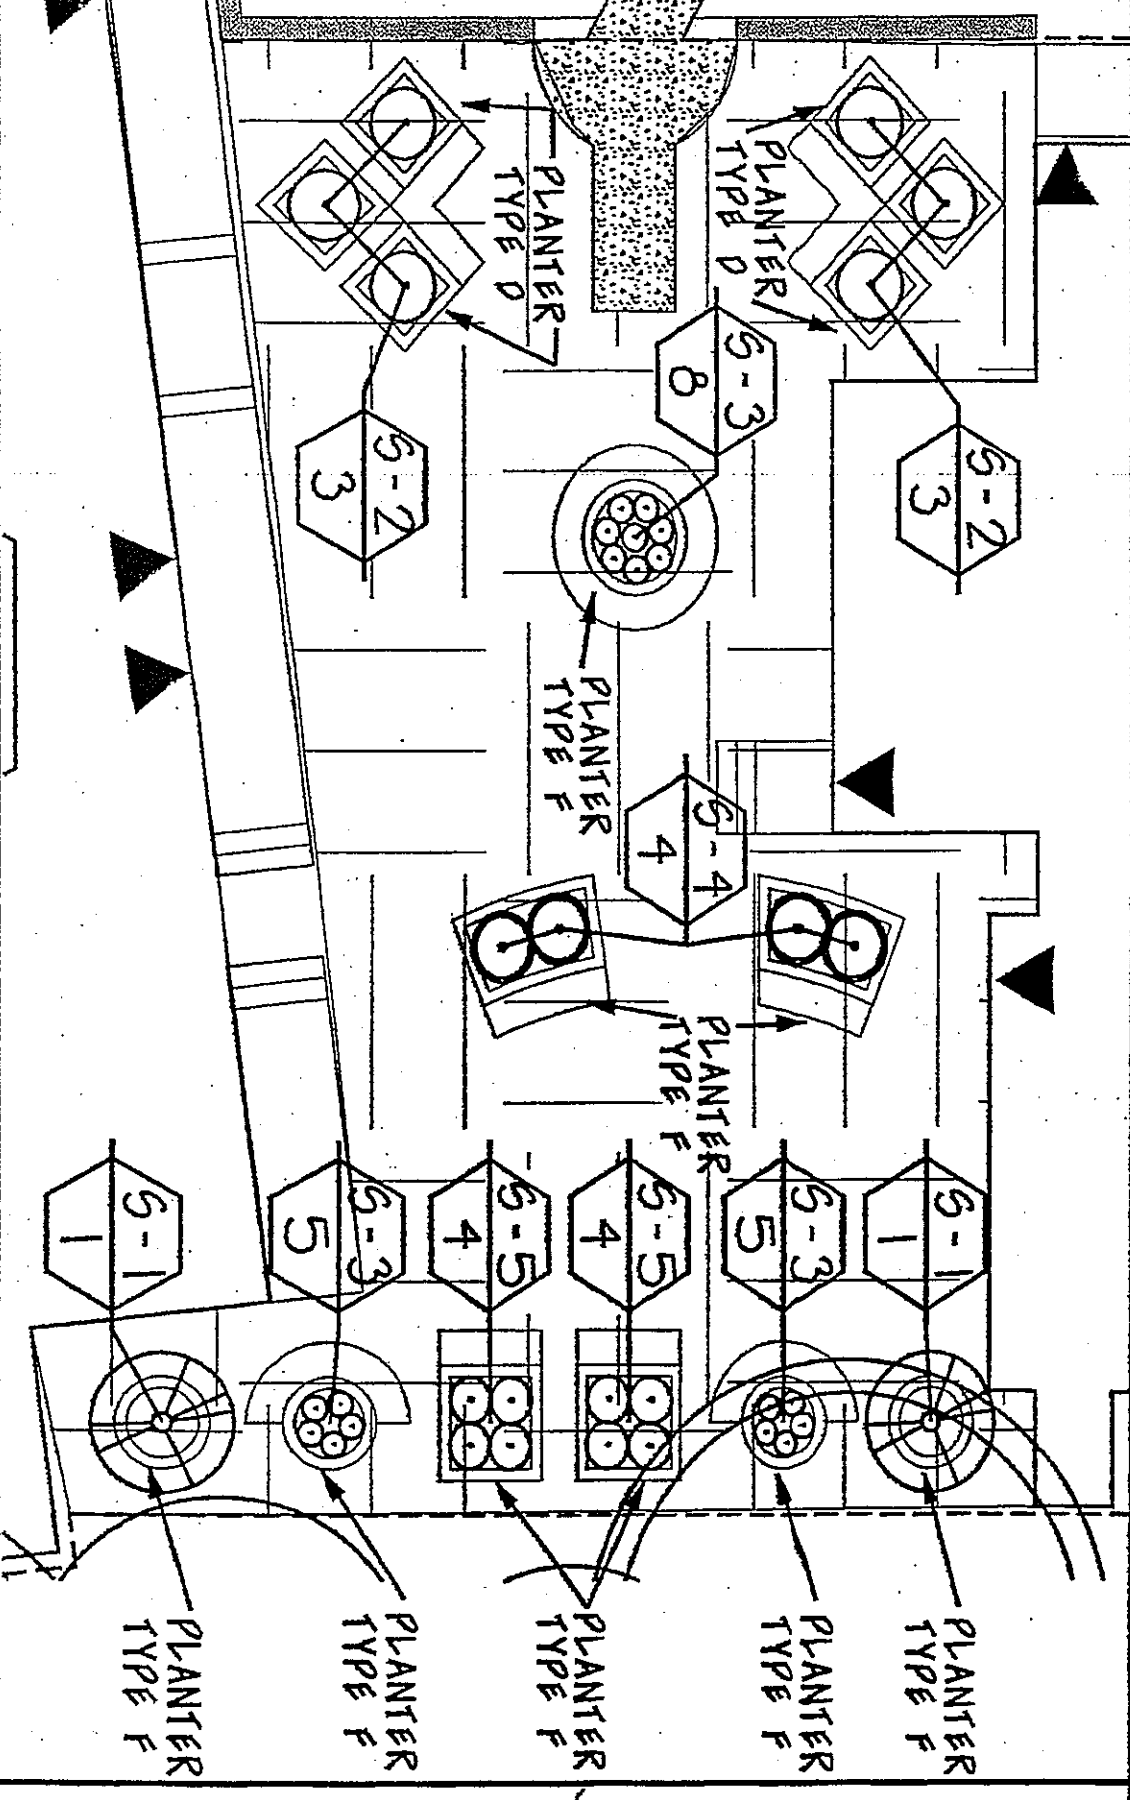 PLANTER
TYPE D
PLANTER
TYPE D
S-3
8
S-2
3
S-2
3
PLANTER
TYPE F
S-4
4
PLANTER
TYPE F
S-1
1
S-3
5
S-5
4
S-5
4
S-3
5
S-1
1
PLANTER
TYPE F
PLANTER
TYPE F
PLANTER
TYPE F
PLANTER
TYPE F
PLANTER
TYPE F